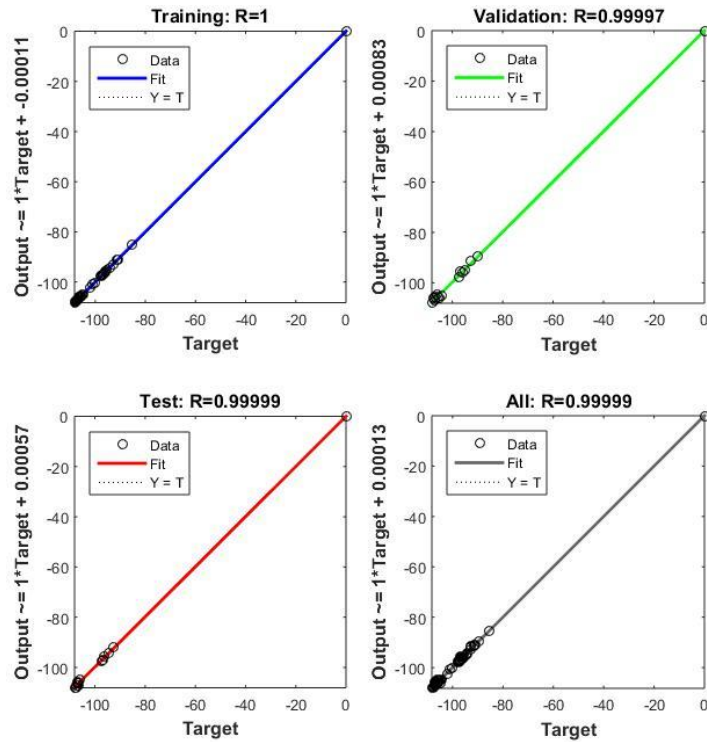 Training: R=1
Output ~= 1*Target + -0.00011
0
-20
-40
-60
-80
-100
Data
Fit
Y = T
-100
-80
-60
-40
-20
0
Target
Validation: R=0.99997
Output ~= 1*Target + 0.00083
0
-20
-40
-60
-80
-100
Data
Fit
Y = T
-100
-80
-60
-40
-20
0
Target
Test: R=0.99999
Output ~= 1*Target + 0.00057
0
-20
-40
-60
-80
-100
Data
Fit
Y = T
-100
-80
-60
-40
-20
0
Target
All: R=0.99999
Output ~= 1*Target + 0.00013
0
-20
-40
-60
-80
-100
Data
Fit
Y = T
-100
-80
-60
-40
-20
0
Target